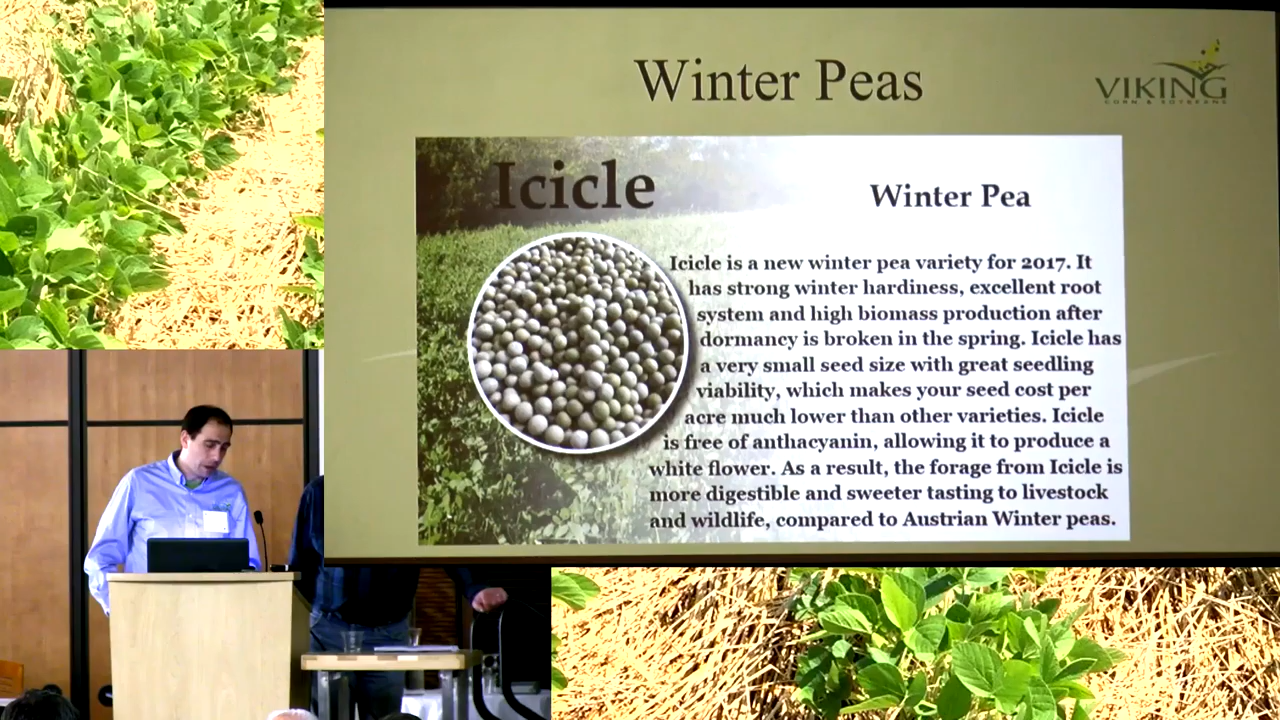 Winter Peas
VIKING
CORN & SOYBEANS
Icicle
Winter Pea
Icicle is a new winter pea variety for 2017. It
has strong winter hardiness, excellent root
system and high biomass production after
dormancy is broken in the spring. Icicle has
a very small seed size with great seedling
viability, which makes your seed cost per
acre much lower than other varieties. Icicle
is free of anthacyanin, allowing it to produce a
white flower. As a result, the forage from Icicle is
more digestible and sweeter tasting to livestock
and wildlife, compared to Austrian Winter peas.